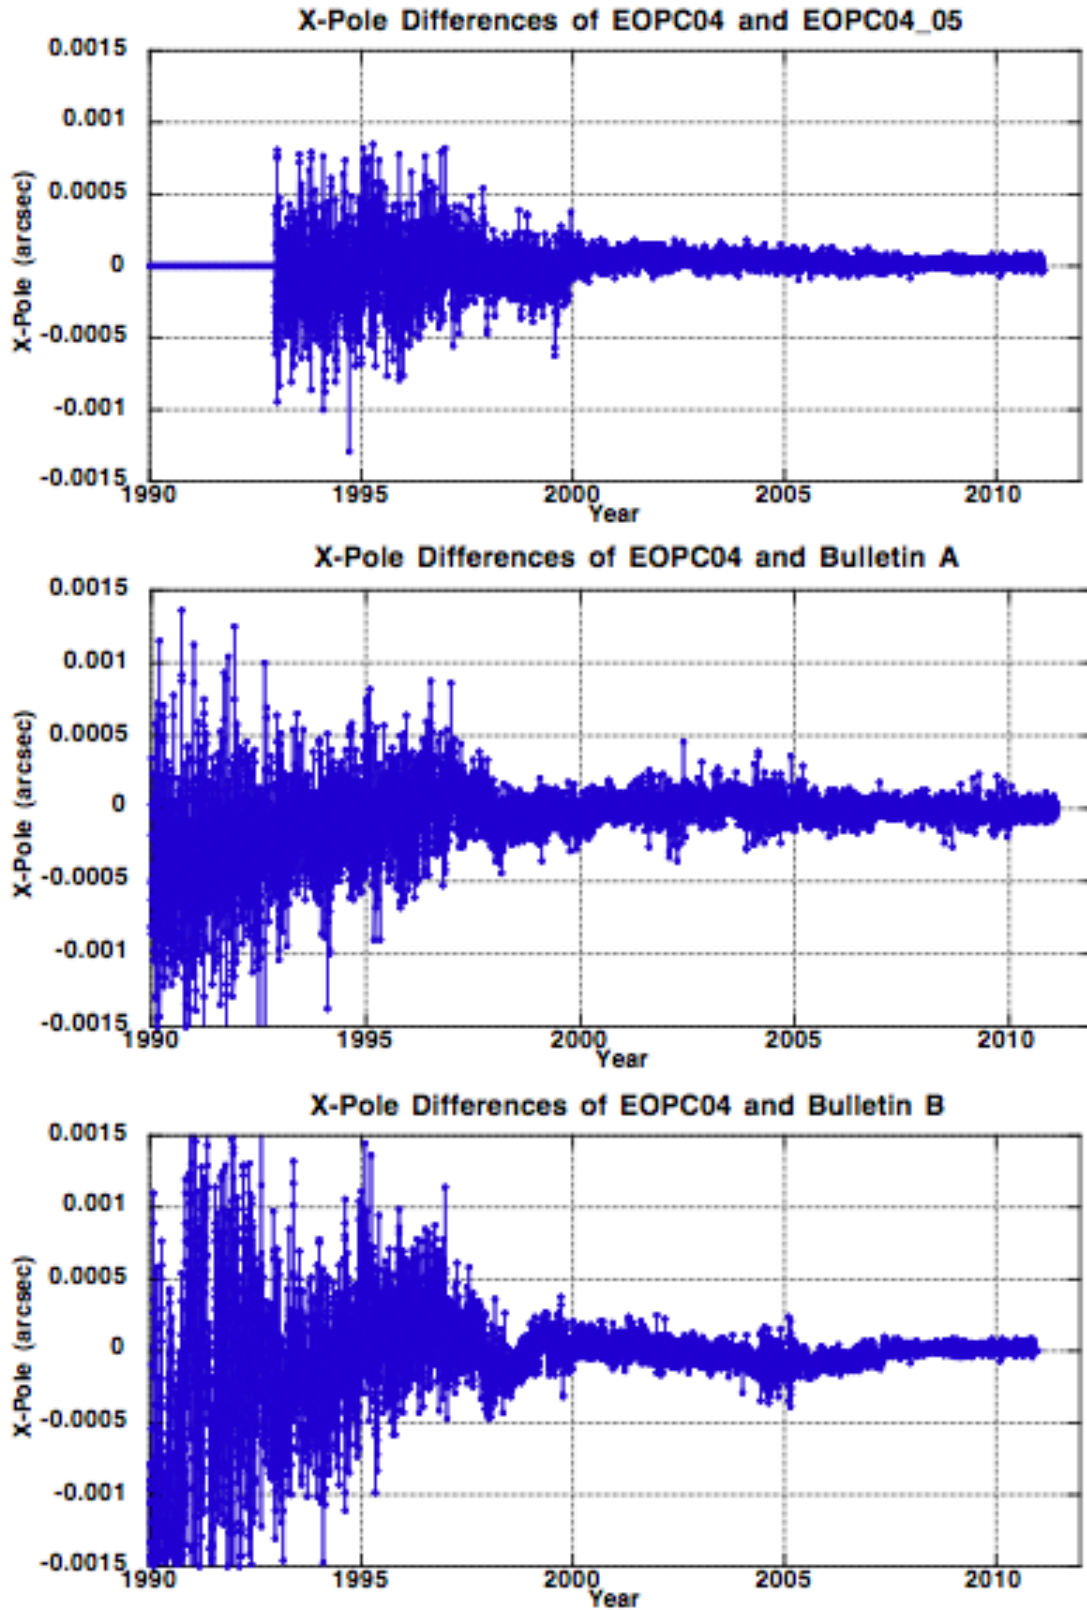 X-Pole Differences of EOPC04 and EOPC04_05
0.0015
0.001
0.0005
0
-0.0005
-0.001
-0.0015
X-Pole (arcsec)
1990 1995 2000 2005 2010
Year
X-Pole Differences of EOPC04 and Bulletin A
0.0015
0.001
0.0005
0
-0.0005
-0.001
-0.0015
X-Pole (arcsec)
1990 1995 2000 2005 2010
Year
X-Pole Differences of EOPC04 and Bulletin B
0.0015
0.001
0.0005
0
-0.0005
-0.001
-0.0015
X-Pole (arcsec)
1990 1995 2000 2005 2010
Year